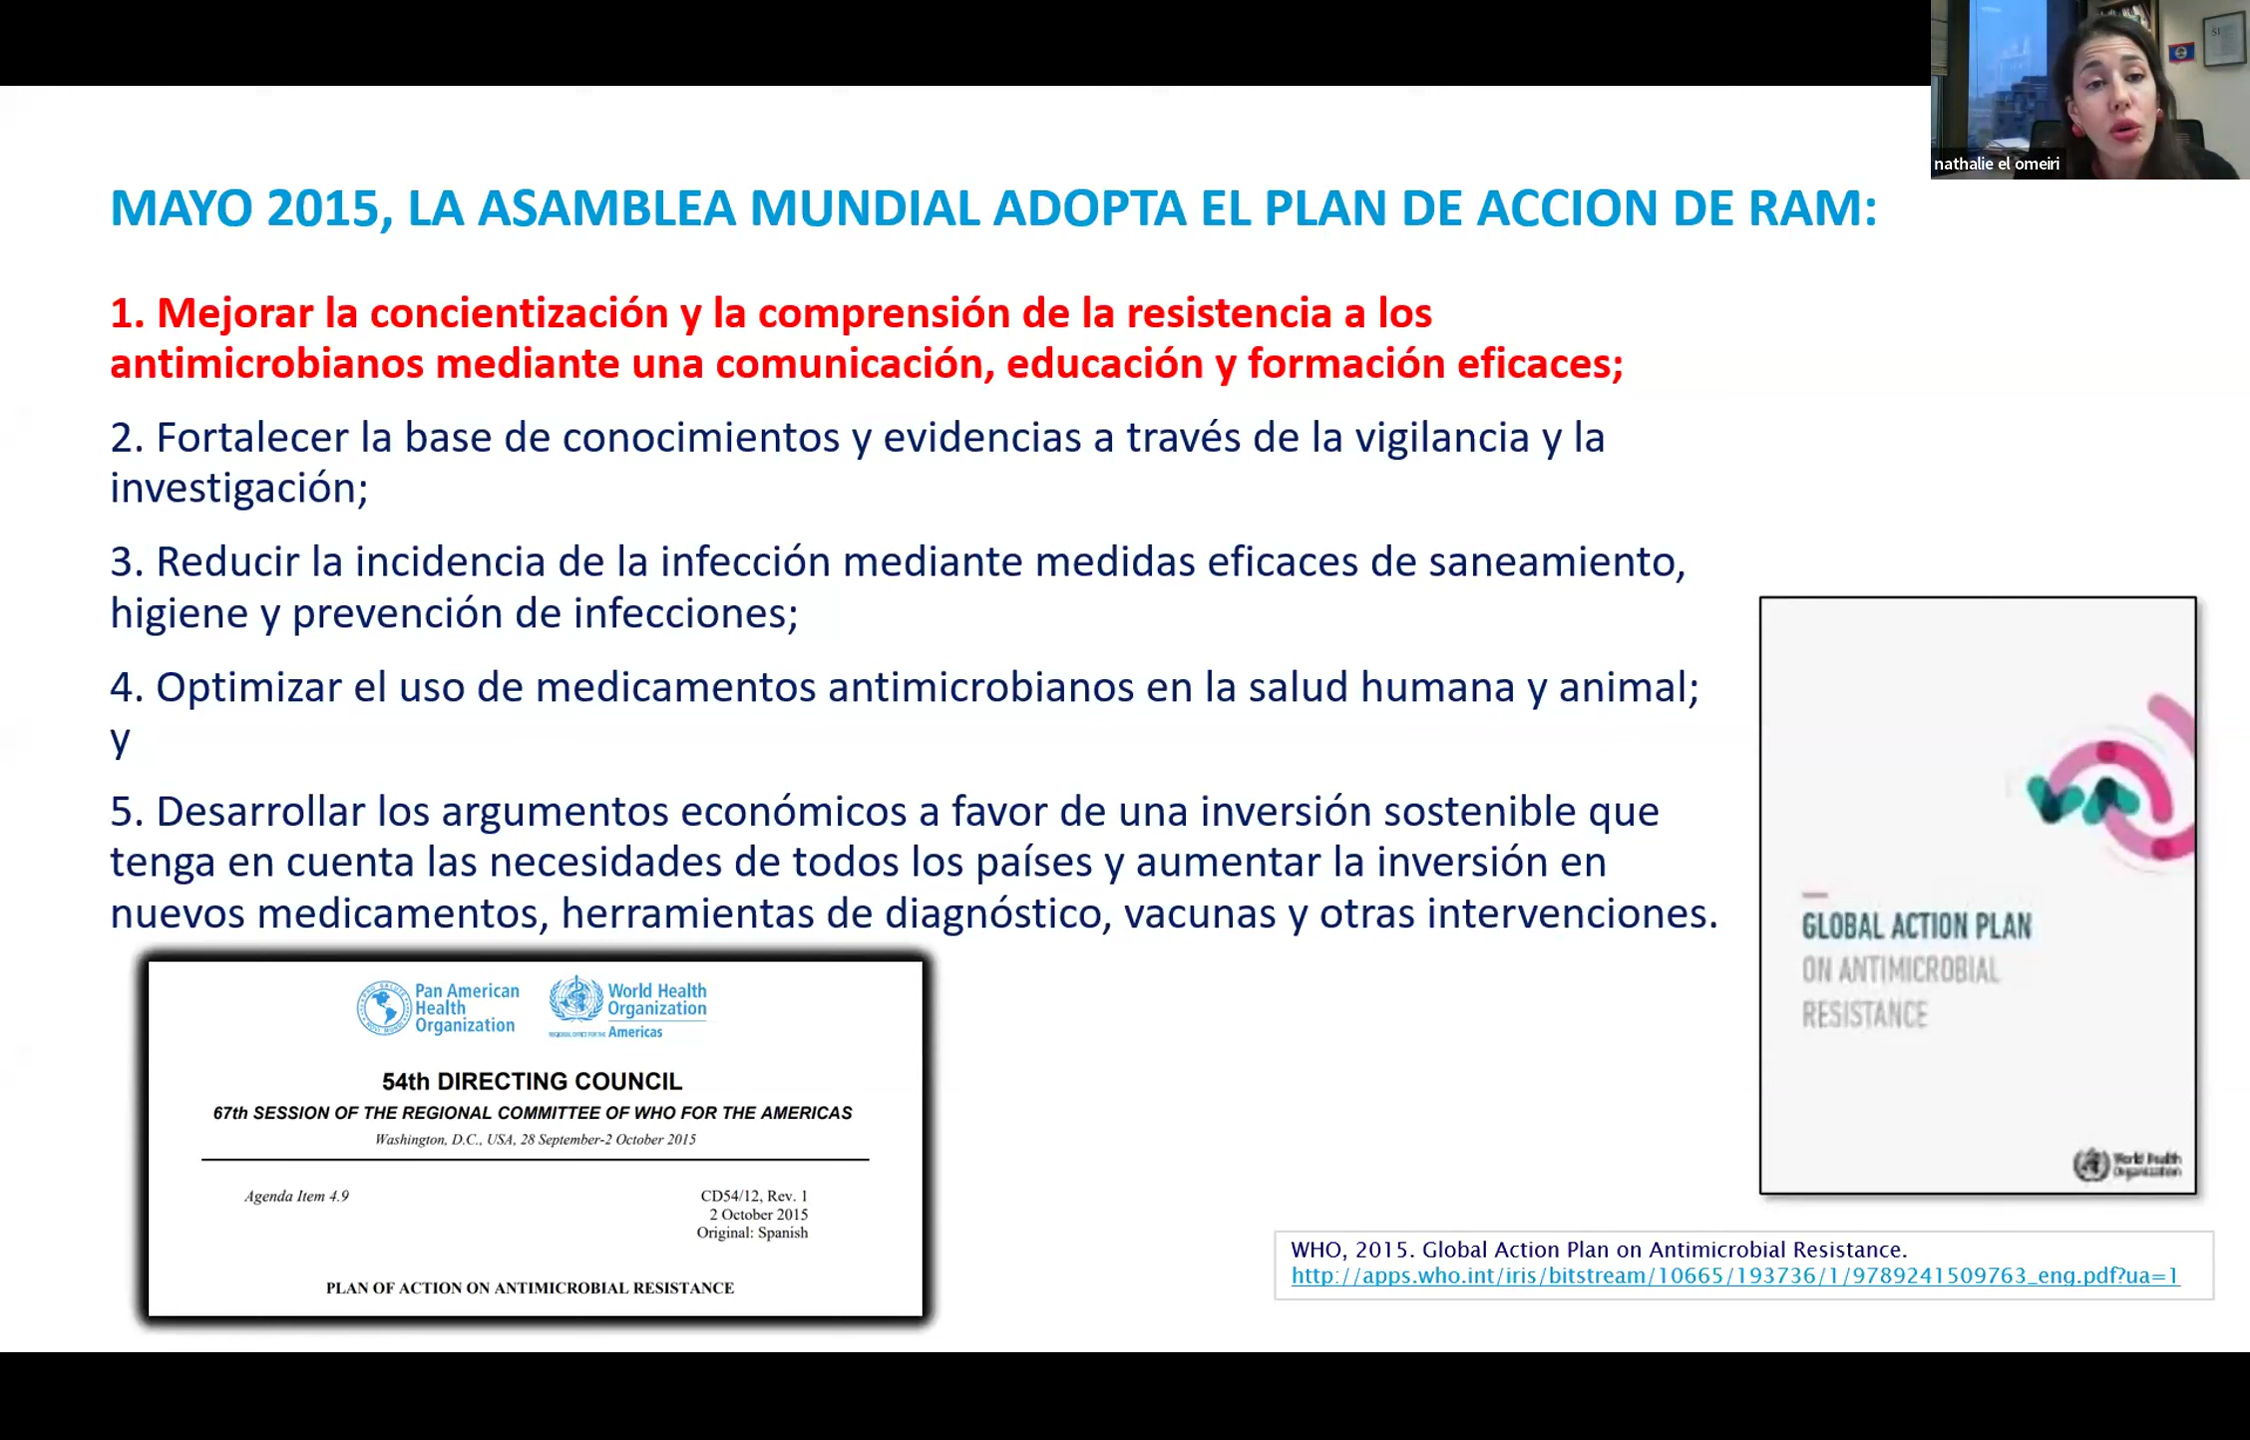 nathalie el omeiri
MAYO 2015, LA ASAMBLEA MUNDIAL ADOPTA EL PLAN DE ACCION DE RAM:
1. Mejorar la concientización y la comprensión de la resistencia a los
antimicrobianos mediante una comunicación, educación y formación eficaces;
2. Fortalecer la base de conocimientos y evidencias a través de la vigilancia y la
investigación;
3. Reducir la incidencia de la infección mediante medidas eficaces de saneamiento,
higiene y prevención de infecciones;
4. Optimizar el uso de medicamentos antimicrobianos en la salud humana y animal;
y
5. Desarrollar los argumentos económicos a favor de una inversión sostenible que
tenga en cuenta las necesidades de todos los países y aumentar la inversión en
nuevos medicamentos, herramientas de diagnóstico, vacunas y otras intervenciones.
Pan American
Health
Organization
World Health
Organization
REGIONAL OFFICE FOR THE Americas
54th DIRECTING COUNCIL
67th SESSION OF THE REGIONAL COMMITTEE OF WHO FOR THE AMERICAS
Washington, D.C., USA, 28 September-2 October 2015
Agenda Item 4.9
CD54/12, Rev. 1
2 October 2015
Original: Spanish
PLAN OF ACTION ON ANTIMICROBIAL RESISTANCE
GLOBAL ACTION PLAN
ON ANTIMICROBIAL
RESISTANCE
World Health
Organization
WHO, 2015. Global Action Plan on Antimicrobial Resistance.
http://apps.who.int/iris/bitstream/10665/193736/1/9789241509763_eng.pdf?ua=1